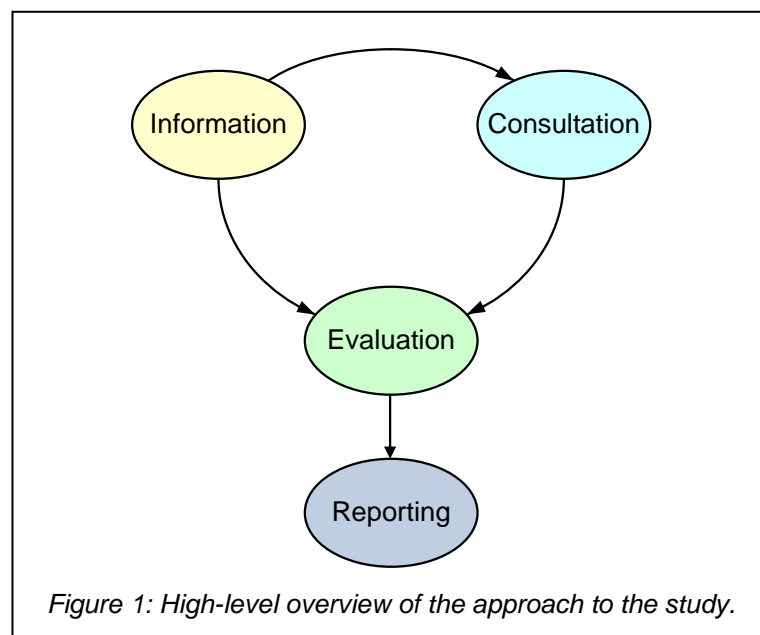 Information
Consultation
Evaluation
Reporting
Figure 1: High-level overview of the approach to the study.